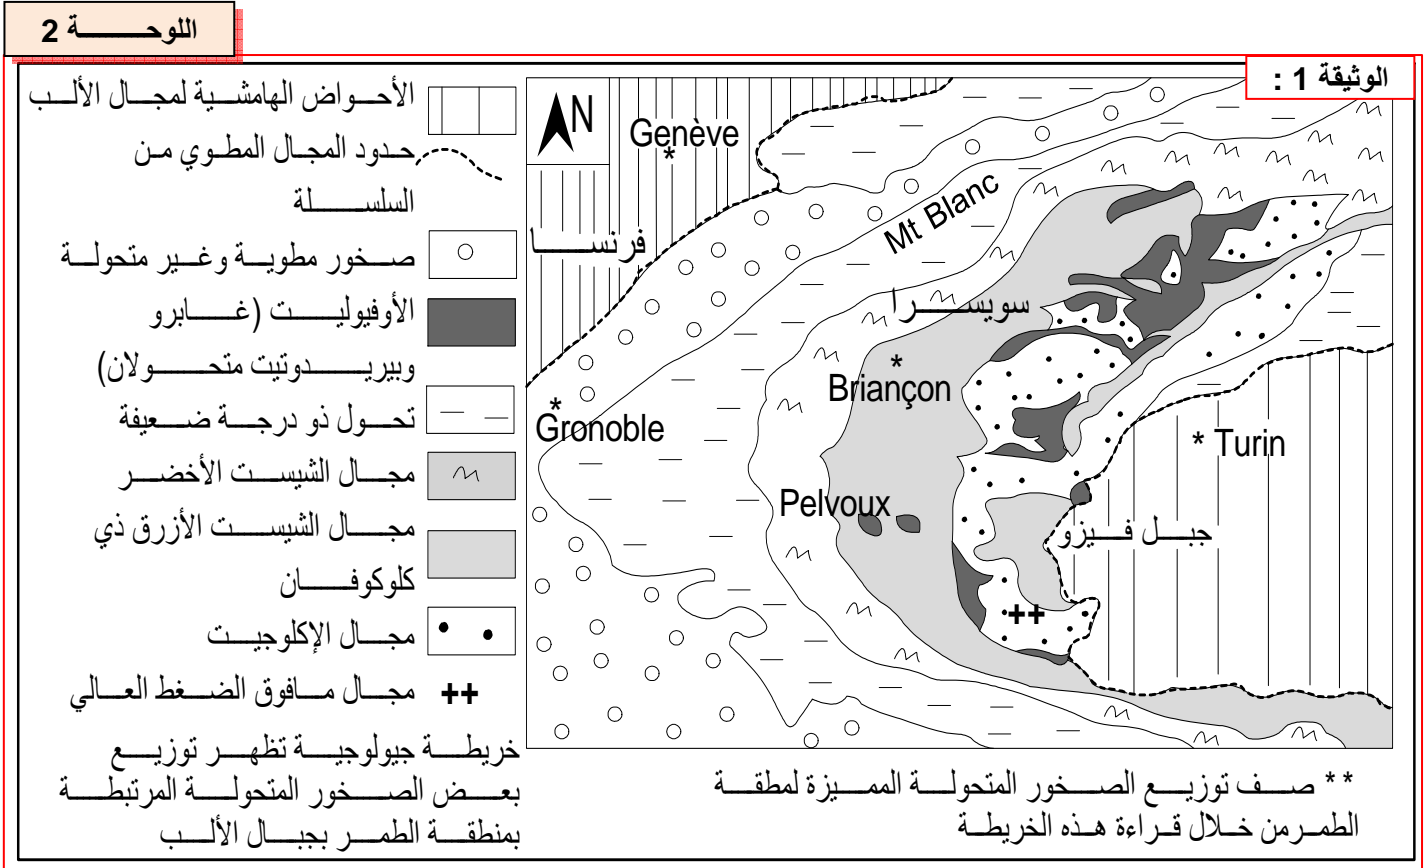 اللوحة 2
الوثيقة 1 :
الأحواض الهامشية لمجال الألب
حدود المجال المطوي من
السلسلة
صخور مطوية وغير متحولة
الأوفيوليت (غابرو
وبيريدوتيت متحولان)
تحول ذو درجة ضعيفة
مجال الشيست الأخضر
مجال الشيست الأزرق ذي
كلوكوفان
مجال الإكلوجيت
++ مجال مافوق الضغط العالي
خريطة جيولوجية تظهر توزيع
بعض الصخور المتحولة المرتبطة
بمنطقة الطمر بجبال الألب
N
Genève
*
Mt Blanc
فرنسا
سويسرا
*
Briançon
*
Gronoble
* Turin
Pelvoux
جبل فيزو
++
** صف توزيع الصخور المتحولة المميزة لمطقة
الطمرمن خلال قراءة هذه الخريطة